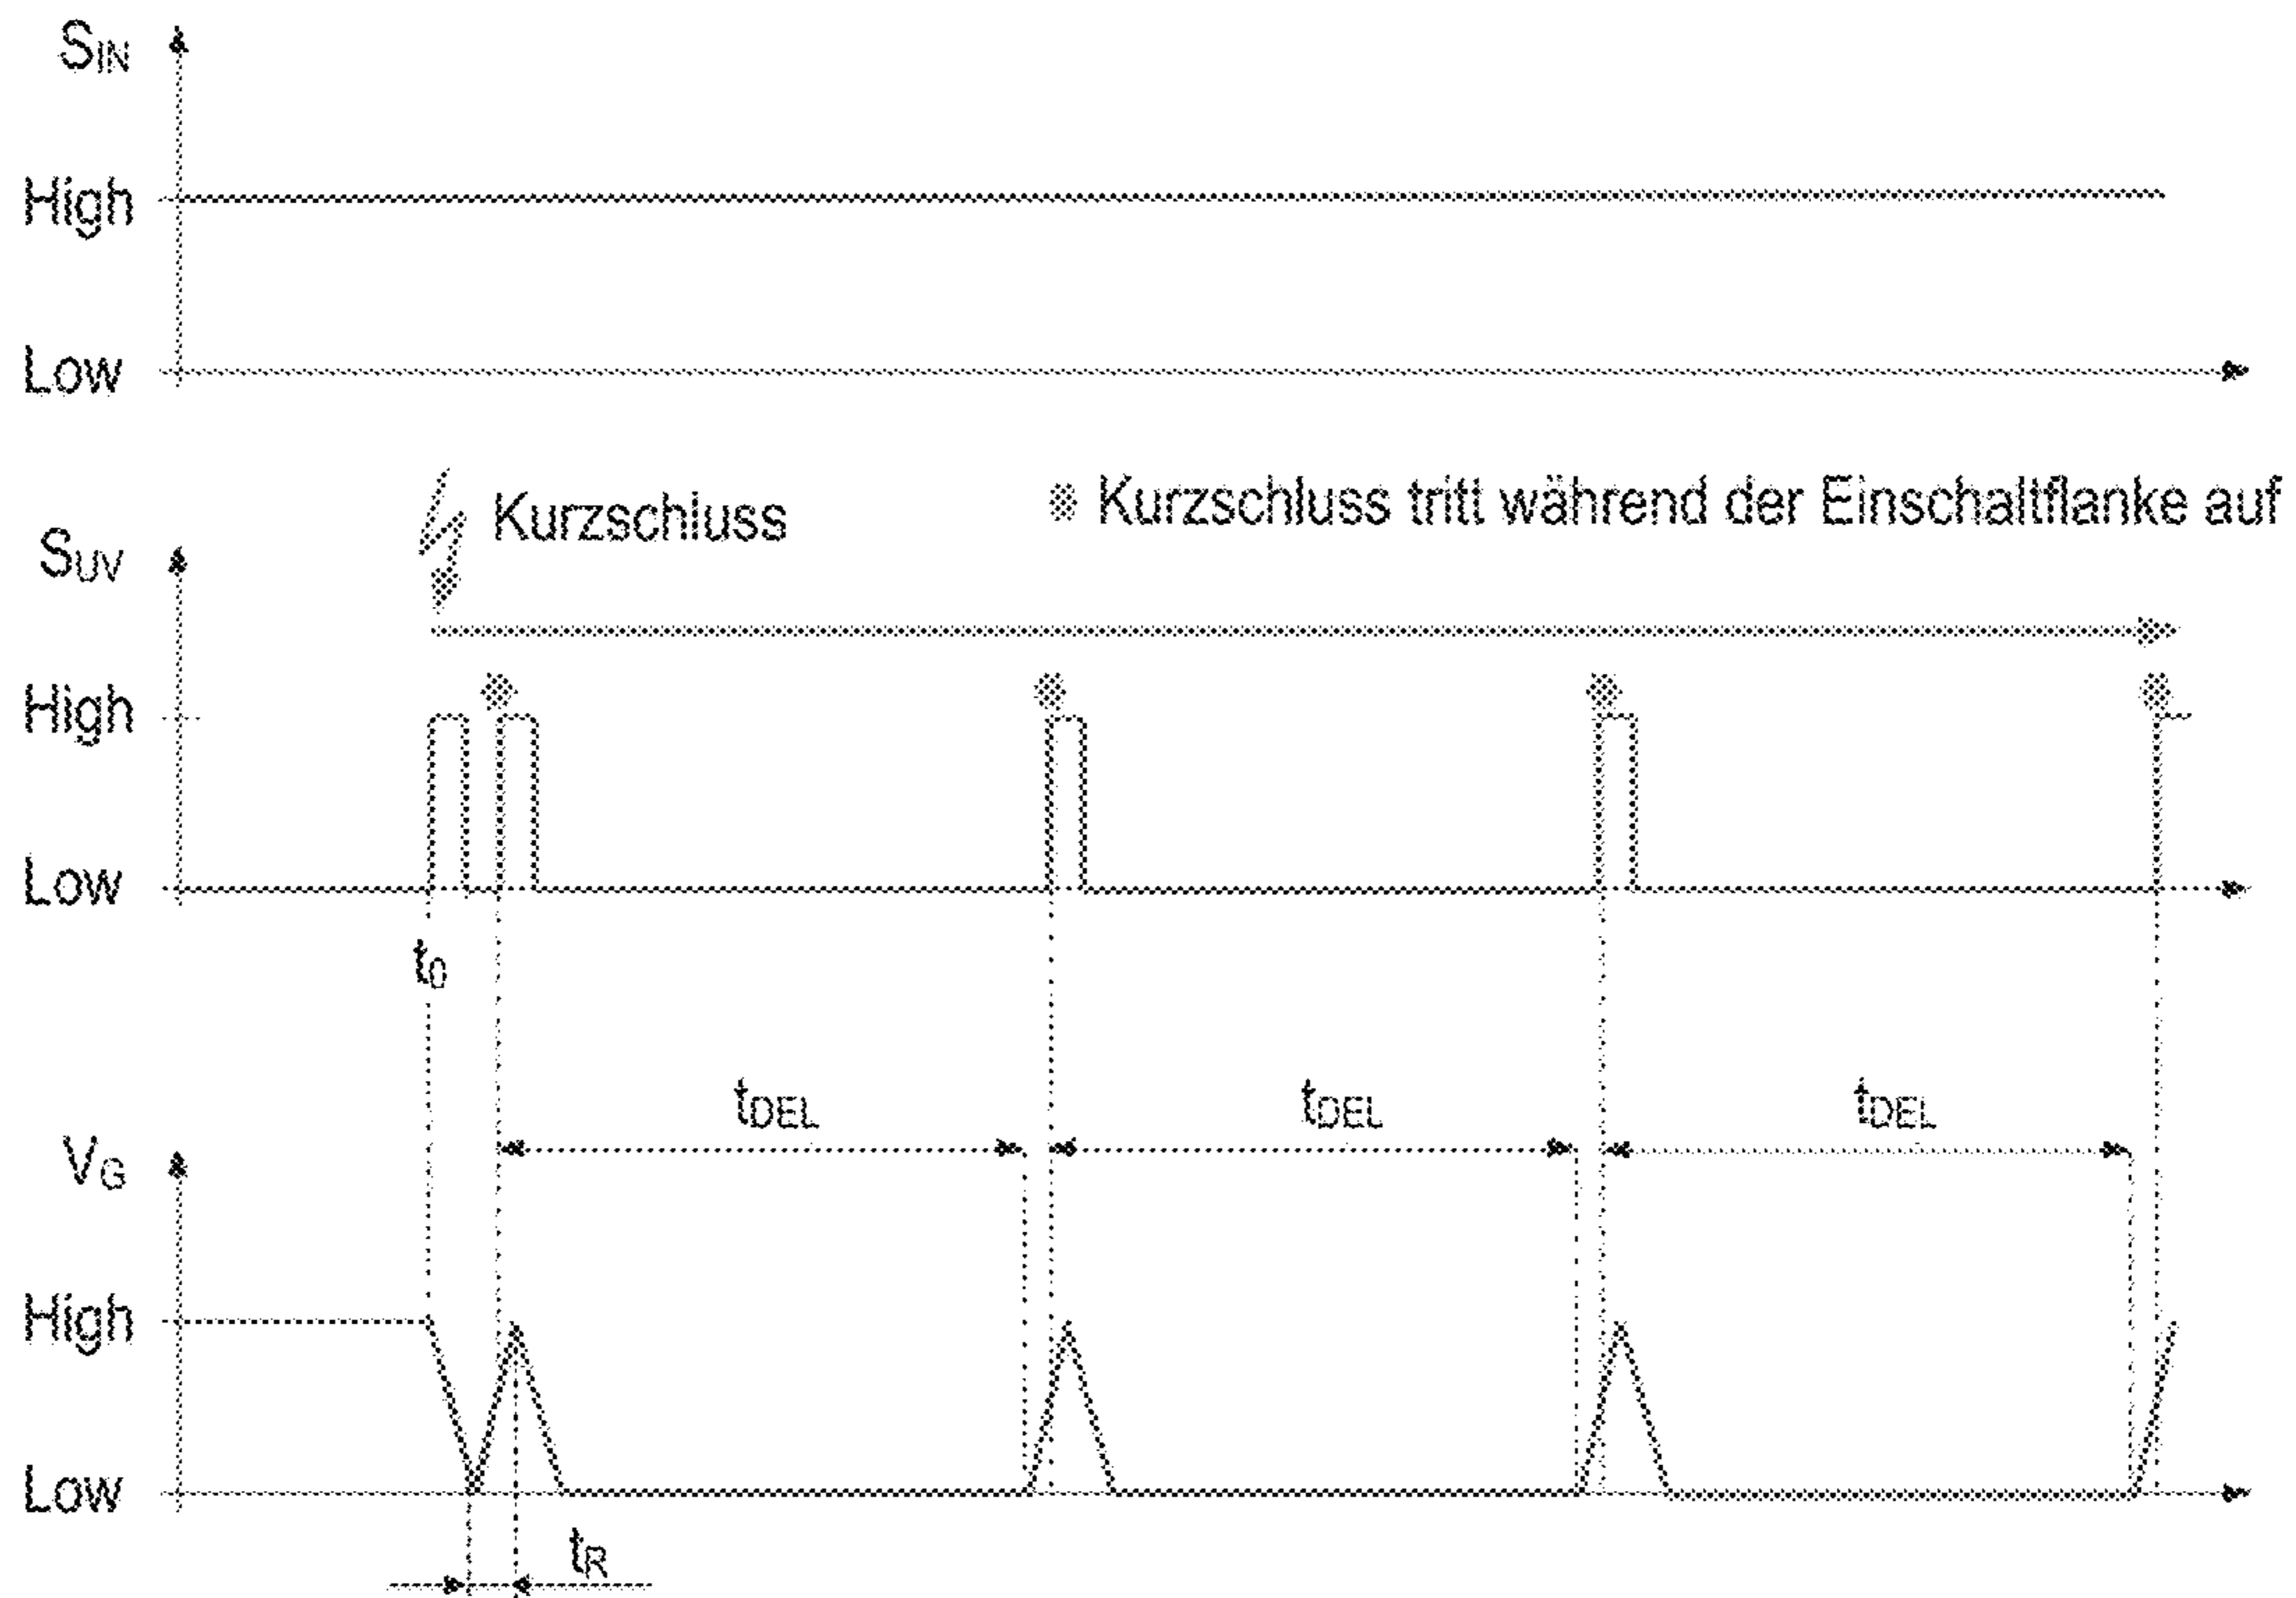 S_IN
High
Low
Kurzschluss
※ Kurzschluss tritt während der Einschaltflanke auf
S_UV
High
Low
t_0
t_DEL t_DEL t_DEL
V_G
High
Low
t_R